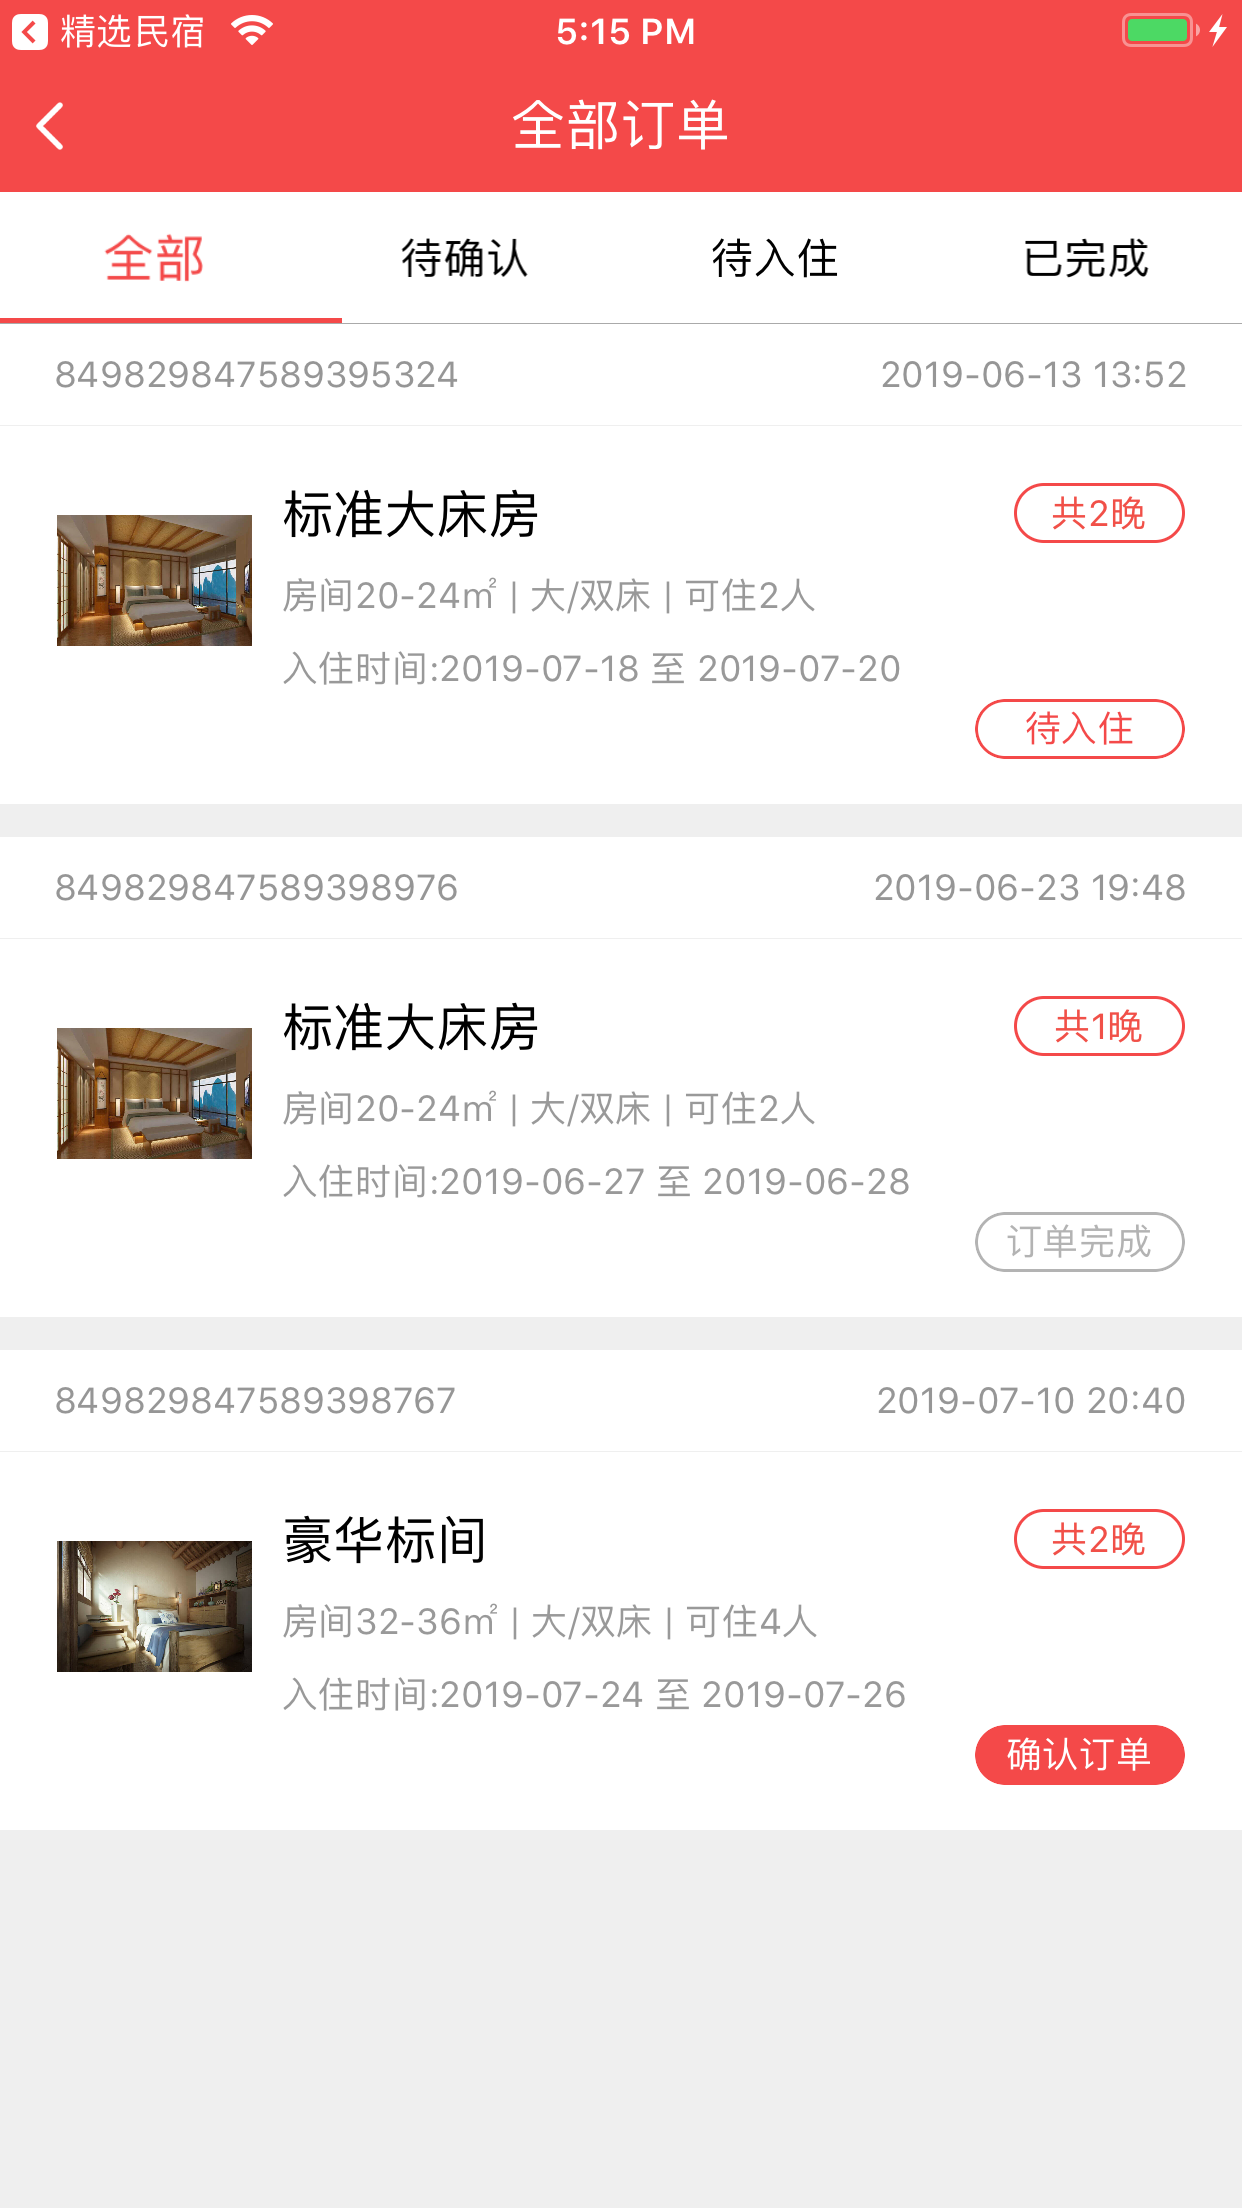 精选民宿 5:15 PM
全部订单
全部 待确认 待入住 已完成
849829847589395324 2019-06-13 13:52
标准大床房 共2晚
房间20-24㎡ | 大/双床 | 可住2人
入住时间:2019-07-18 至 2019-07-20
待入住
849829847589398976 2019-06-23 19:48
标准大床房 共1晚
房间20-24㎡ | 大/双床 | 可住2人
入住时间:2019-06-27 至 2019-06-28
订单完成
849829847589398767 2019-07-10 20:40
豪华标间 共2晚
房间32-36㎡ | 大/双床 | 可住4人
入住时间:2019-07-24 至 2019-07-26
确认订单